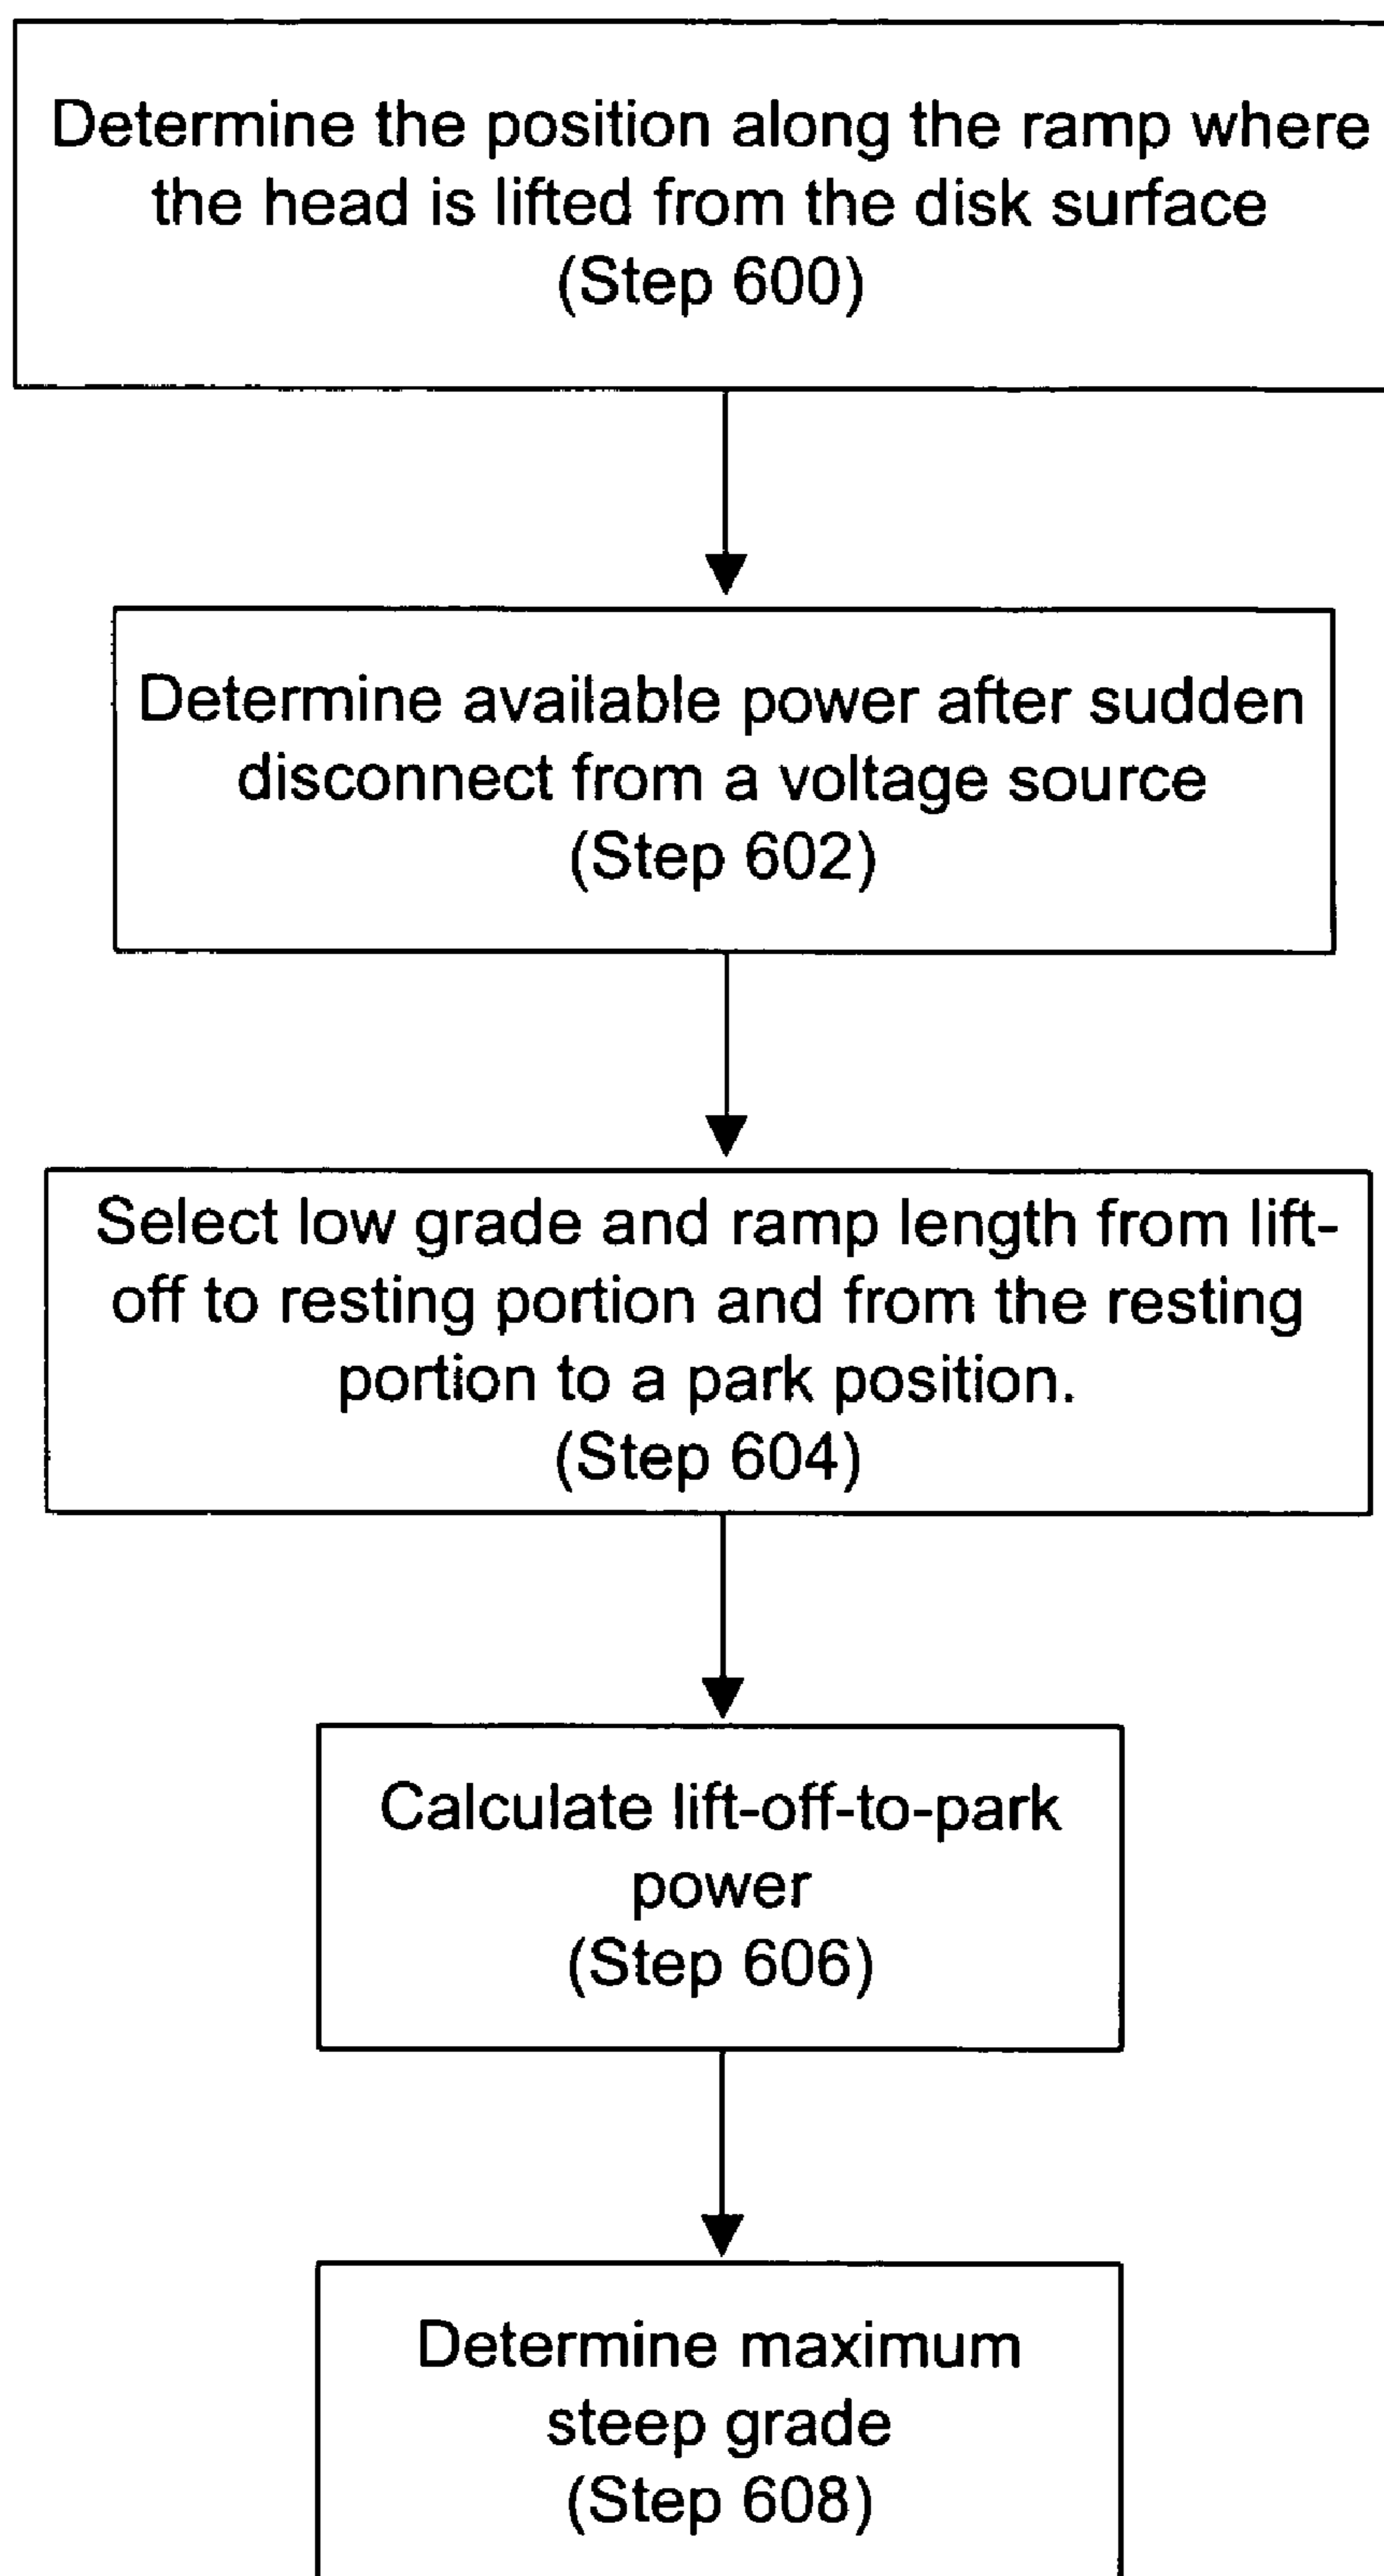 Determine the position along the ramp where
the head is lifted from the disk surface
(Step 600)
Determine available power after sudden
disconnect from a voltage source
(Step 602)
Select low grade and ramp length from lift-
off to resting portion and from the resting
portion to a park position.
(Step 604)
Calculate lift-off-to-park
power
(Step 606)
Determine maximum
steep grade
(Step 608)